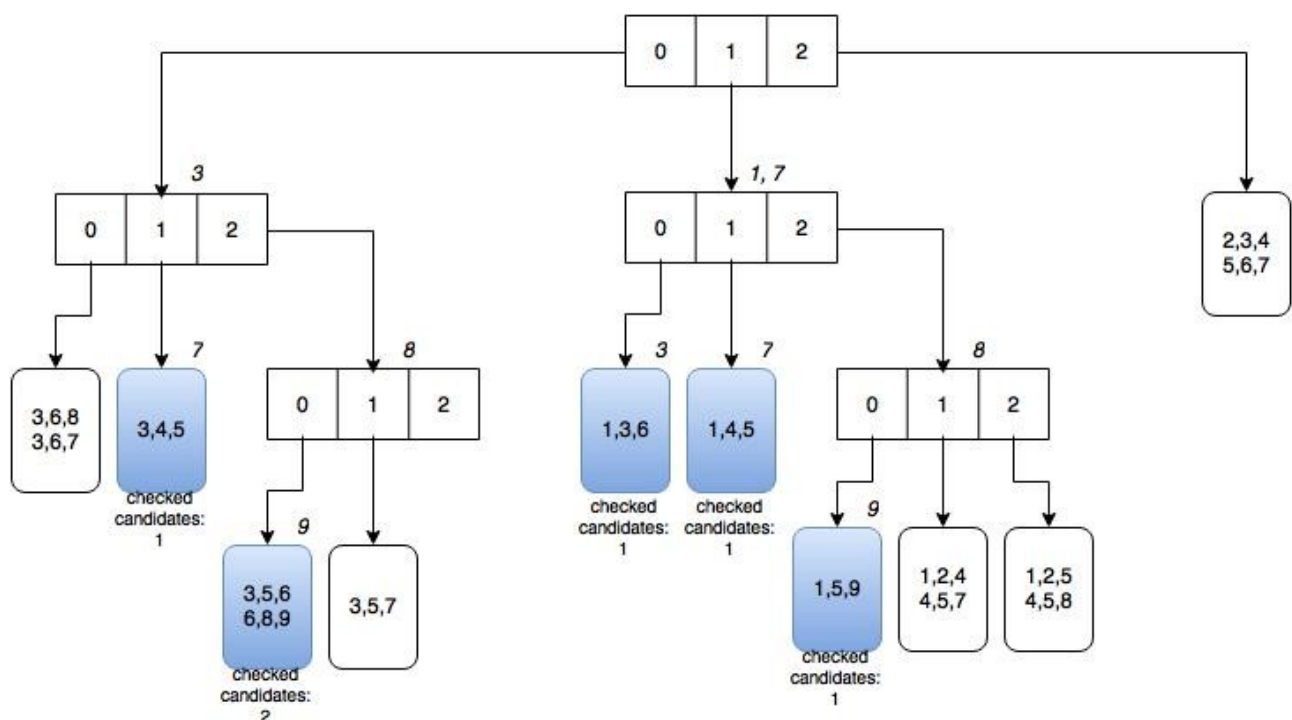 0 1 2
3
1, 7
0 1 2
0 1 2
2,3,4
5,6,7
7
8
3
7
8
3,6,8
3,6,7
3,4,5
0 1 2
1,3,6
1,4,5
0 1 2
checked
candidates:
1
checked
candidates:
1
checked
candidates:
1
9
9
3,5,6
6,8,9
3,5,7
1,5,9
1,2,4
4,5,7
1,2,5
4,5,8
checked
candidates:
2
checked
candidates:
1